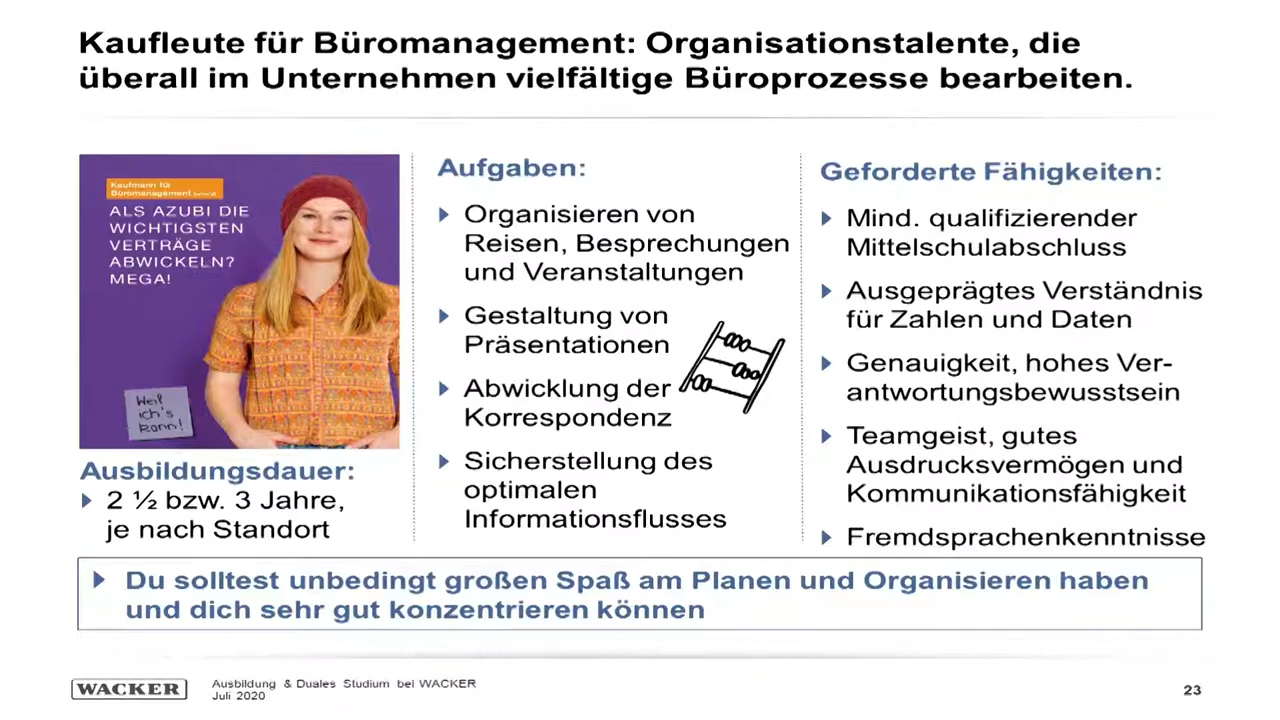 Kaufleute für Büromanagement: Organisationstalente, die
überall im Unternehmen vielfältige Büroprozesse bearbeiten.
Kaufmann für
Büromanagement
ALS AZUBI DIE
WICHTIGSTEN
VERTRÄGE
ABWICKELN?
MEGA!
Weil
ich's
kann!
Ausbildungsdauer:
2 ½ bzw. 3 Jahre,
je nach Standort
Aufgaben:
Organisieren von
Reisen, Besprechungen
und Veranstaltungen
Gestaltung von
Präsentationen
Abwicklung der
Korrespondenz
Sicherstellung des
optimalen
Informationsflusses
Geforderte Fähigkeiten:
Mind. qualifizierender
Mittelschulabschluss
Ausgeprägtes Verständnis
für Zahlen und Daten
Genauigkeit, hohes Ver-
antwortungsbewusstsein
Teamgeist, gutes
Ausdrucksvermögen und
Kommunikationsfähigkeit
Fremdsprachenkenntnisse
Du solltest unbedingt großen Spaß am Planen und Organisieren haben
und dich sehr gut konzentrieren können
WACKER
Ausbildung & Duales Studium bei WACKER
Juli 2020
23